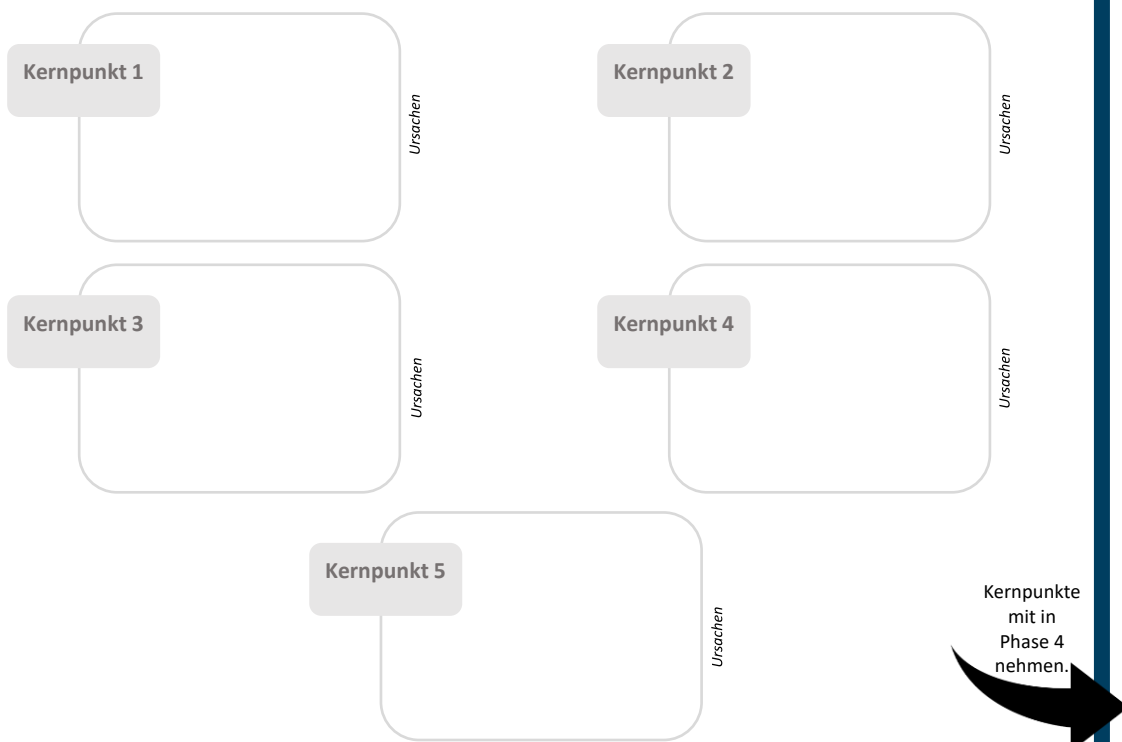 Kernpunkt 1
Ursachen
Kernpunkt 2
Ursachen
Kernpunkt 3
Ursachen
Kernpunkt 4
Ursachen
Kernpunkt 5
Ursachen
Kernpunkte
mit in
Phase 4
nehmen.